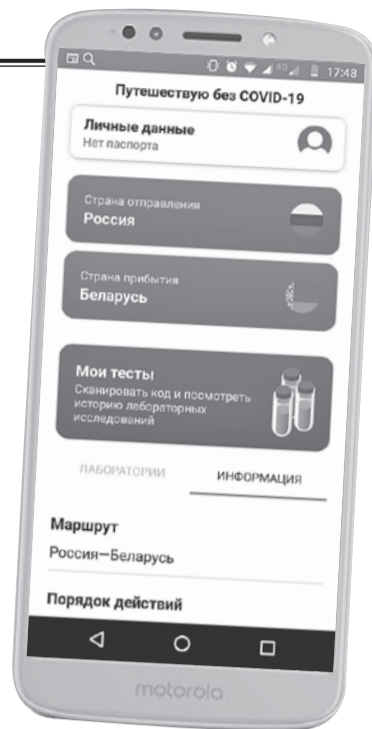 4G 17:48
Путешествую без COVID-19
Личные данные
Нет паспорта
Страна отправления
Россия
Страна прибытия
Беларусь
Мои тесты
Сканировать код и посмотреть
историю лабораторных
исследований
ЛАБОРАТОРИИ ИНФОРМАЦИЯ
Маршрут
Россия—Беларусь
Порядок действий
motorola